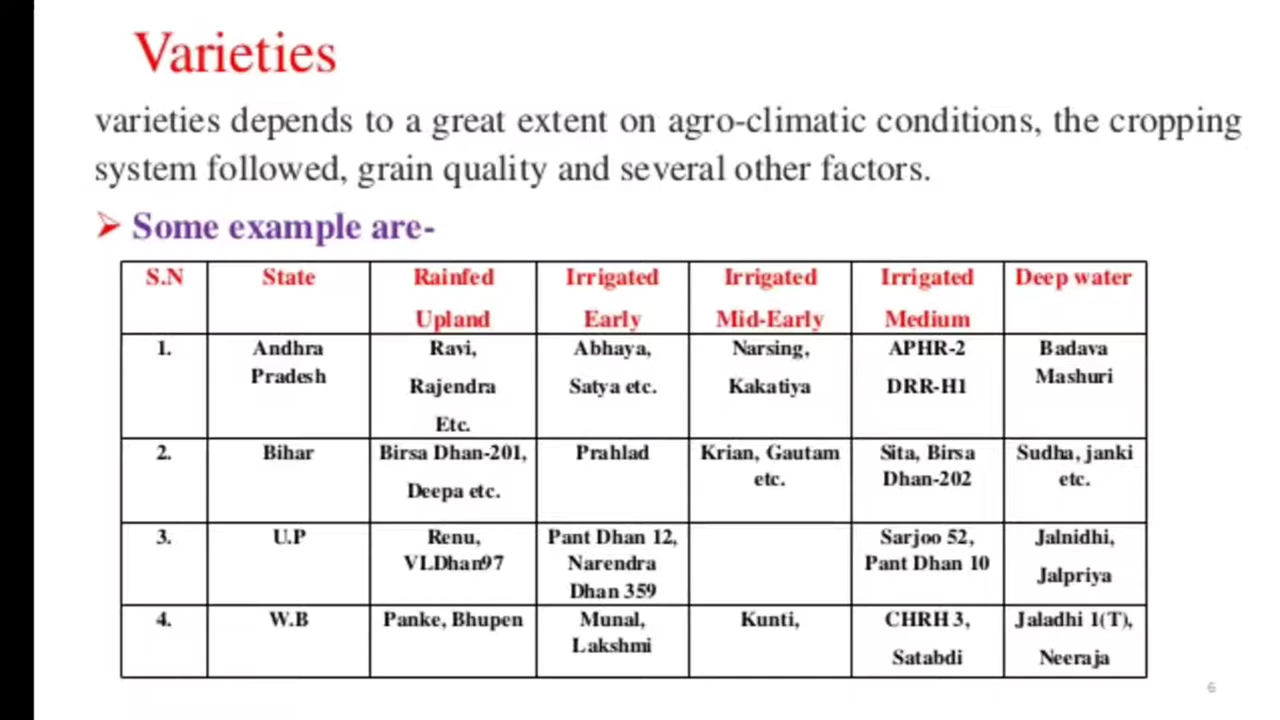 Varieties
varieties depends to a great extent on agro-climatic conditions, the cropping
system followed, grain quality and several other factors.
Some example are-
S.N State Rainfed Upland Irrigated Early Irrigated Mid-Early Irrigated Medium Deep water
1. Andhra Pradesh Ravi, Rajendra Etc. Abhaya, Satya etc. Narsing, Kakatiya APHR-2 DRR-H1 Badava Mashuri
2. Bihar Birsa Dhan-201, Deepa etc. Prahlad Krian, Gautam etc. Sita, Birsa Dhan-202 Sudha, janki etc.
3. U.P Renu, VLDhan97 Pant Dhan 12, Narendra Dhan 359 Sarjoo 52, Pant Dhan 10 Jalnidhi, Jalpriya
4. W.B Panke, Bhupen Munal, Lakshmi Kunti, CHRH 3, Satabdi Jaladhi 1(T), Neeraja
6